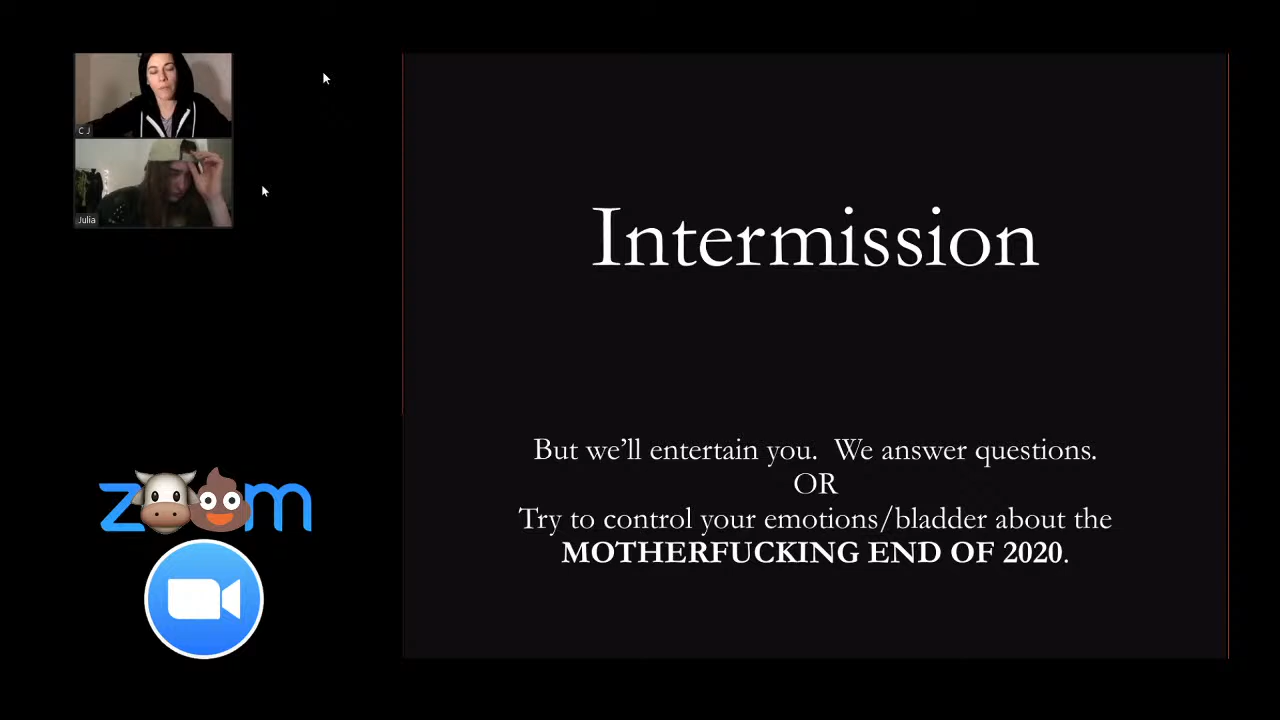 C J
Julia
Intermission
But we’ll entertain you.  We answer questions.
OR
Try to control your emotions/bladder about the
MOTHERFUCKING END OF 2020.
zoom